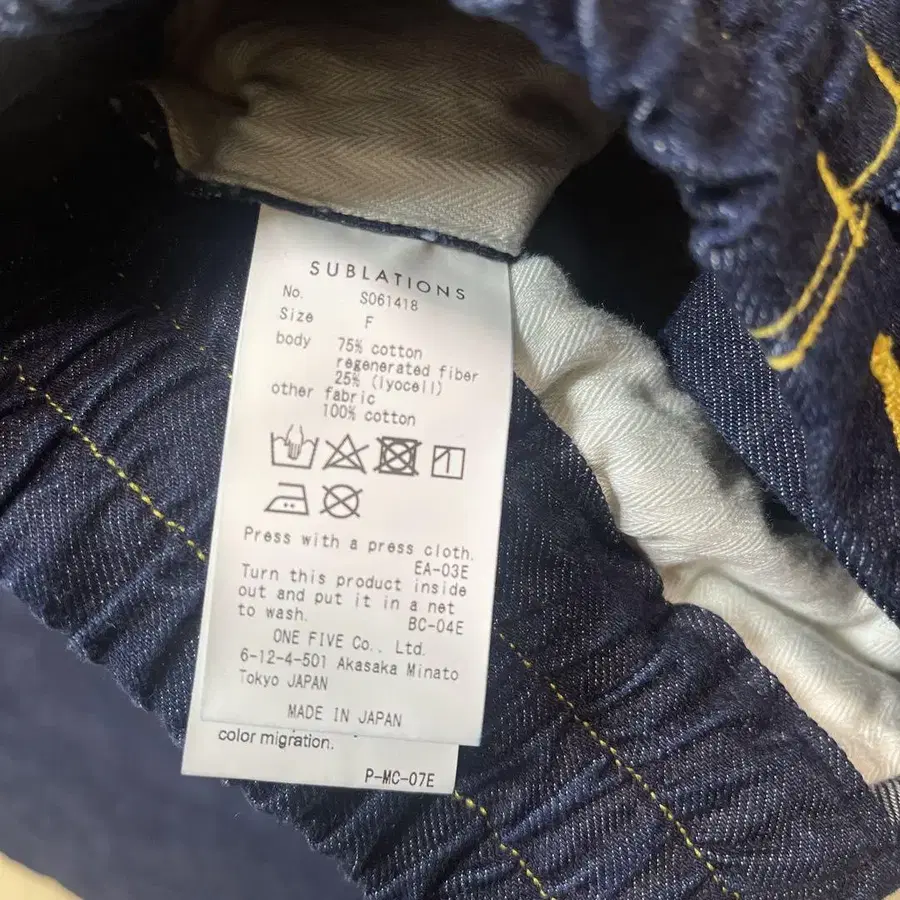 SUBLATIONS
No. S061418
Size F
body 75% cotton
regenerated fiber
25% (lyocell)
other fabric
100% cotton
Press with a press cloth.
EA-03E
Turn this product inside
out and put it in a net
to wash. BC-04E
ONE FIVE Co., Ltd.
6-12-4-501 Akasaka Minato
Tokyo JAPAN
MADE IN JAPAN
color migration.
P-MC-07E